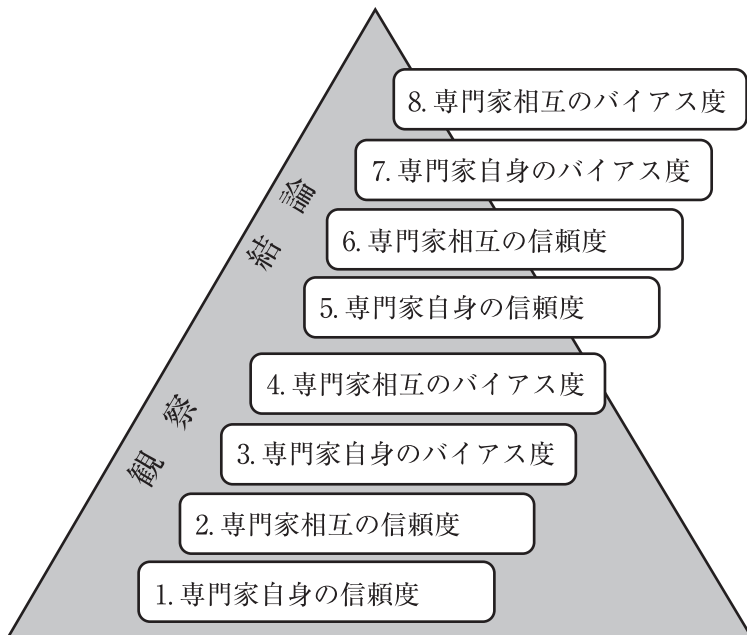 8. 専門家相互のバイアス度
7. 専門家自身のバイアス度
6. 専門家相互の信頼度
5. 専門家自身の信頼度
結論
4. 専門家相互のバイアス度
3. 専門家自身のバイアス度
2. 専門家相互の信頼度
1. 専門家自身の信頼度
観察